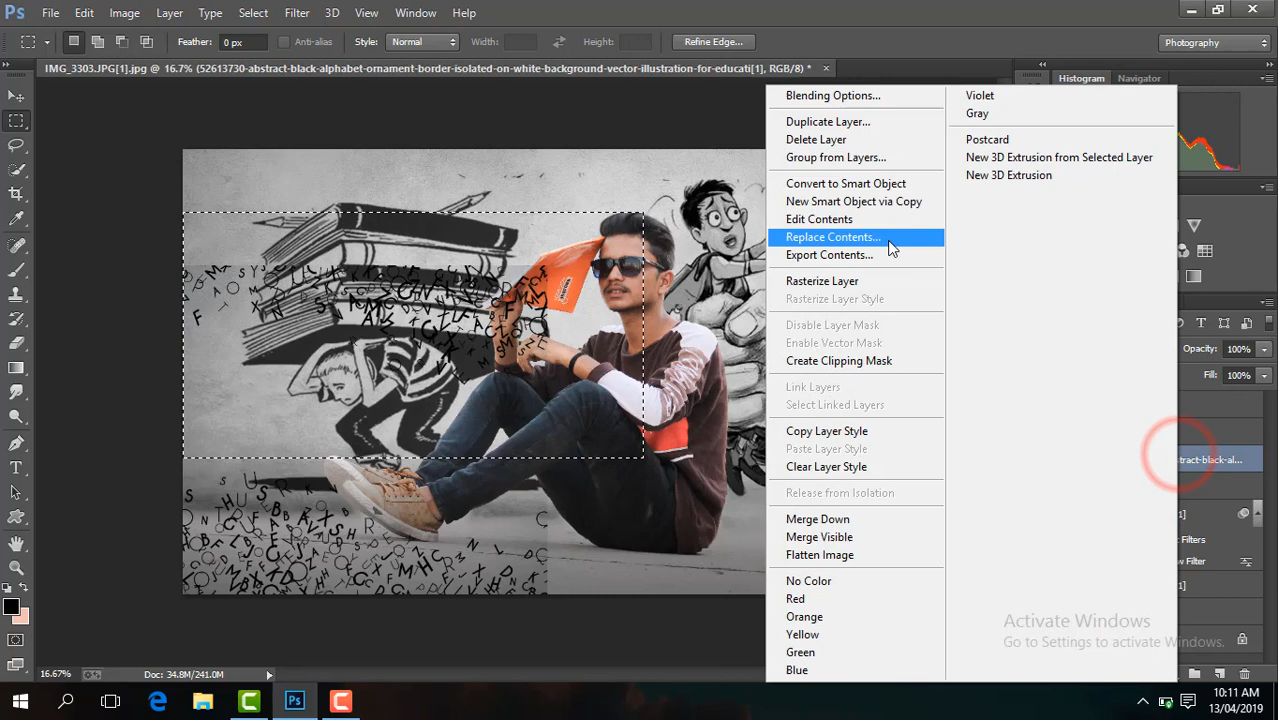 Ps File Edit Image Layer Type Select Filter 3D View Window Help
Feather: 0 px Anti-alias Style: Normal Width: Height: Refine Edge... Photography
IMG_3303.JPG[1].jpg @ 16.7% (52613730-abstract-black-alphabet-ornament-border-isolated-on-white-background-vector-illustration-for-educati[1], RGB/8) *
Histogram Navigator
Blending Options...
Duplicate Layer...
Delete Layer
Group from Layers...
Convert to Smart Object
New Smart Object via Copy
Edit Contents
Replace Contents...
Export Contents...
Rasterize Layer
Rasterize Layer Style
Disable Layer Mask
Enable Vector Mask
Create Clipping Mask
Link Layers
Select Linked Layers
Copy Layer Style
Paste Layer Style
Clear Layer Style
Release from Isolation
Merge Down
Merge Visible
Flatten Image
No Color
Red
Orange
Yellow
Green
Blue
Violet
Gray
Postcard
New 3D Extrusion from Selected Layer
New 3D Extrusion
Opacity: 100%
Fill: 100%
stract-black-al...
1]
Filters
Filter
1]
Activate Windows
Go to Settings to activate Windows.
16.67% Doc: 34.8M/241.0M
10:11 AM
13/04/2019